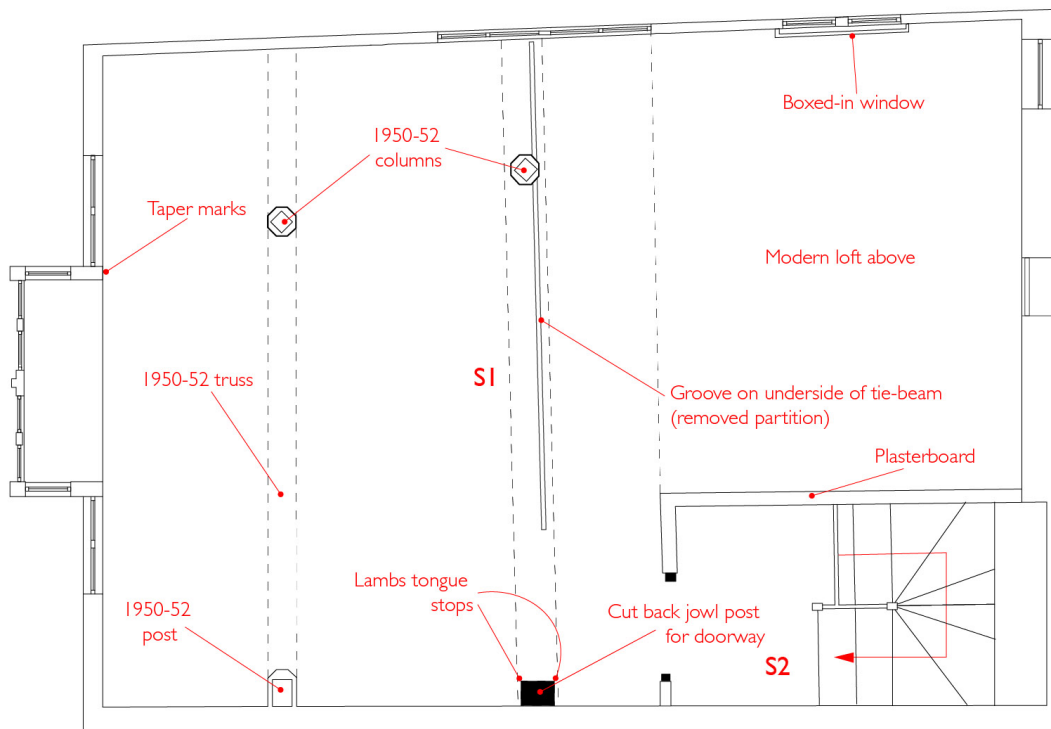 Boxed-in window
1950-52
columns
Taper marks
Modern loft above
1950-52 truss
S1
Groove on underside of tie-beam
(removed partition)
Plasterboard
Lambs tongue
stops
Cut back jowl post
for doorway
1950-52
post
S2